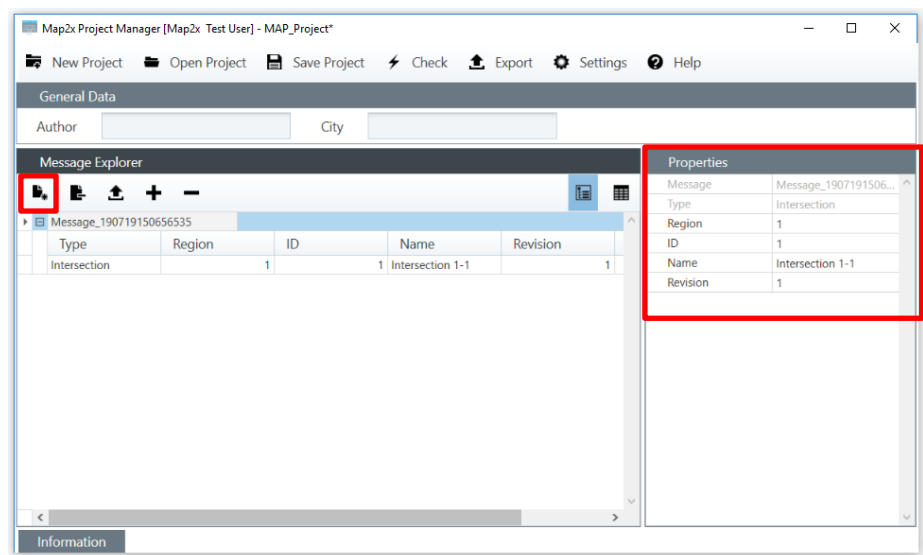 Map2x Project Manager [Map2x Test User] - MAP_Project*
New Project Open Project Save Project Check Export Settings Help
General Data
Author City
Message Explorer
Message_190719150656535
Type Region ID Name Revision
Intersection 1 1 Intersection 1-1 1
Properties
Message Message_1907191506...
Type Intersection
Region 1
ID 1
Name Intersection 1-1
Revision 1
Information